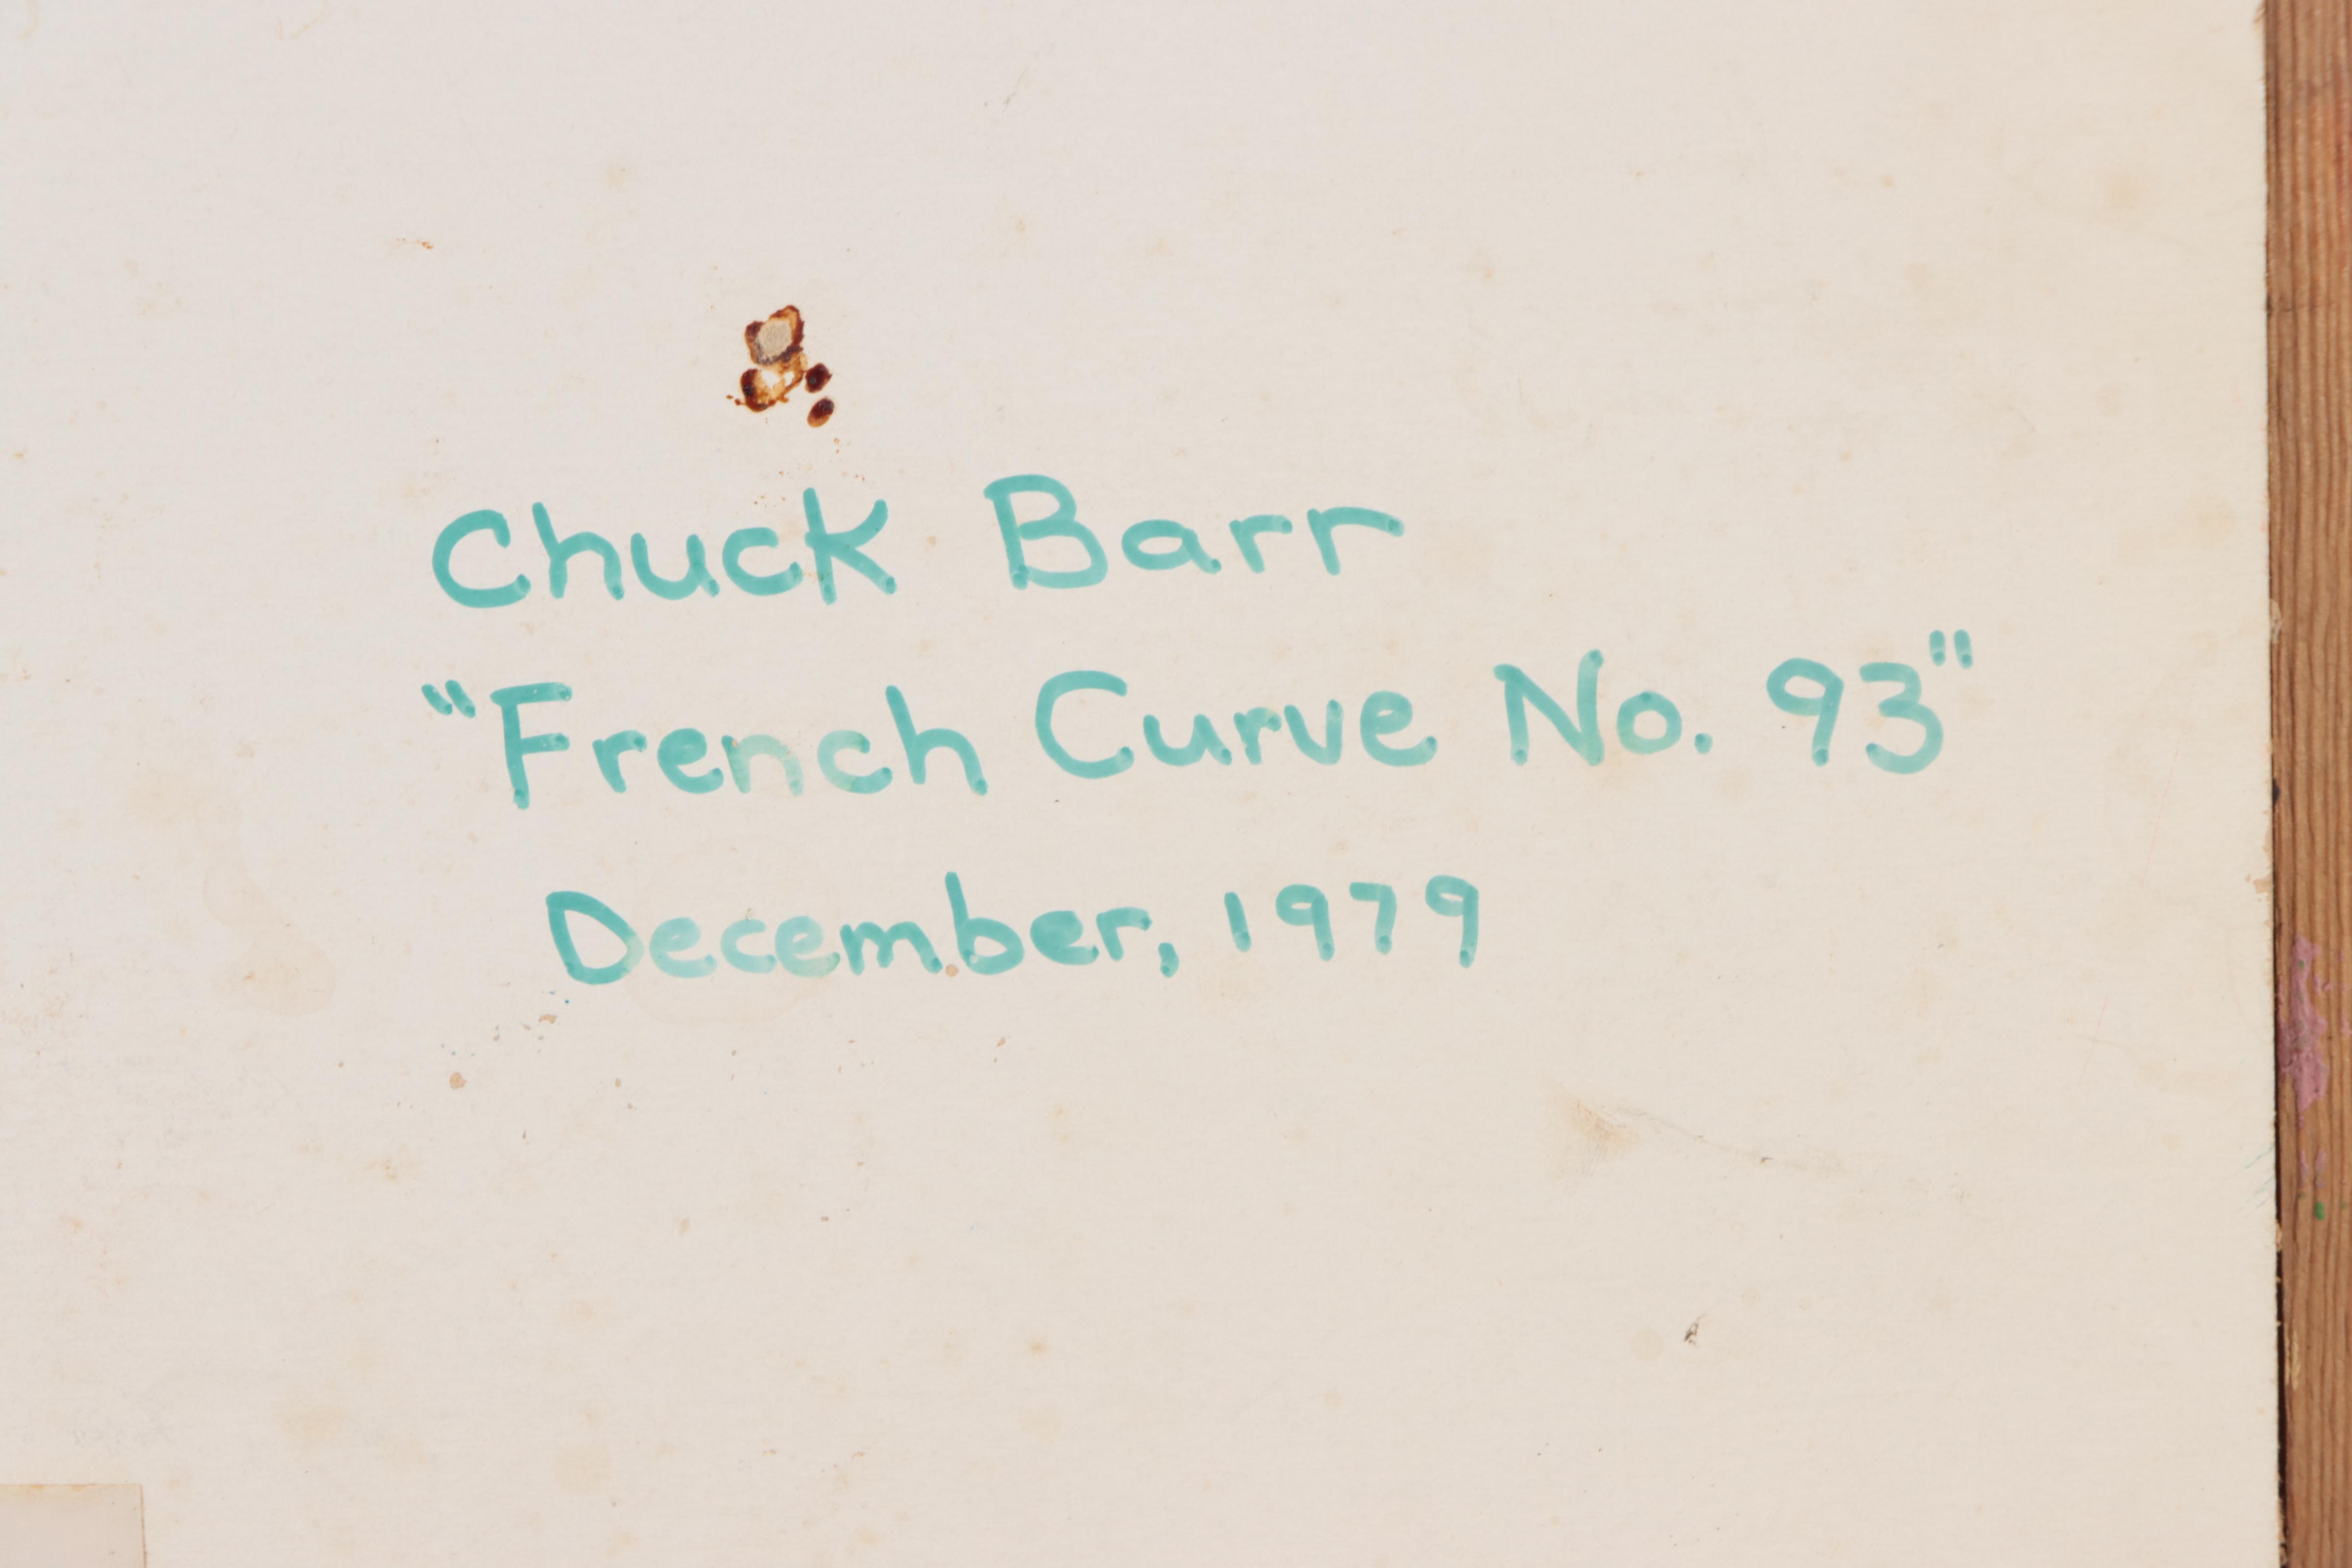 Chuck Barr
"French Curve No. 93"
December, 1979